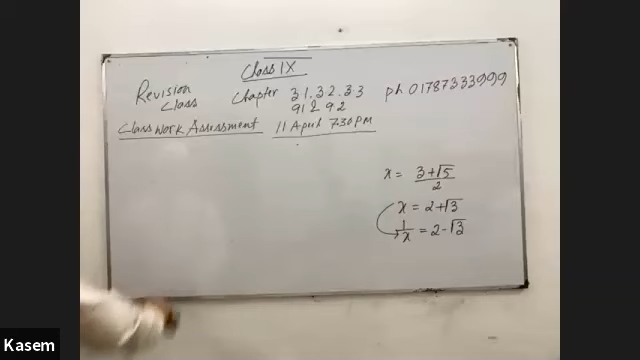 Class IX
Revision Class
Chapter 3.1.3.2.3.3
9.1 & 9.2
ph 01787333999
Class Work Assessment 11 April 7.30 PM
x = (3+√5)/2
x = 2+√3
1/x = 2-√3
Kasem